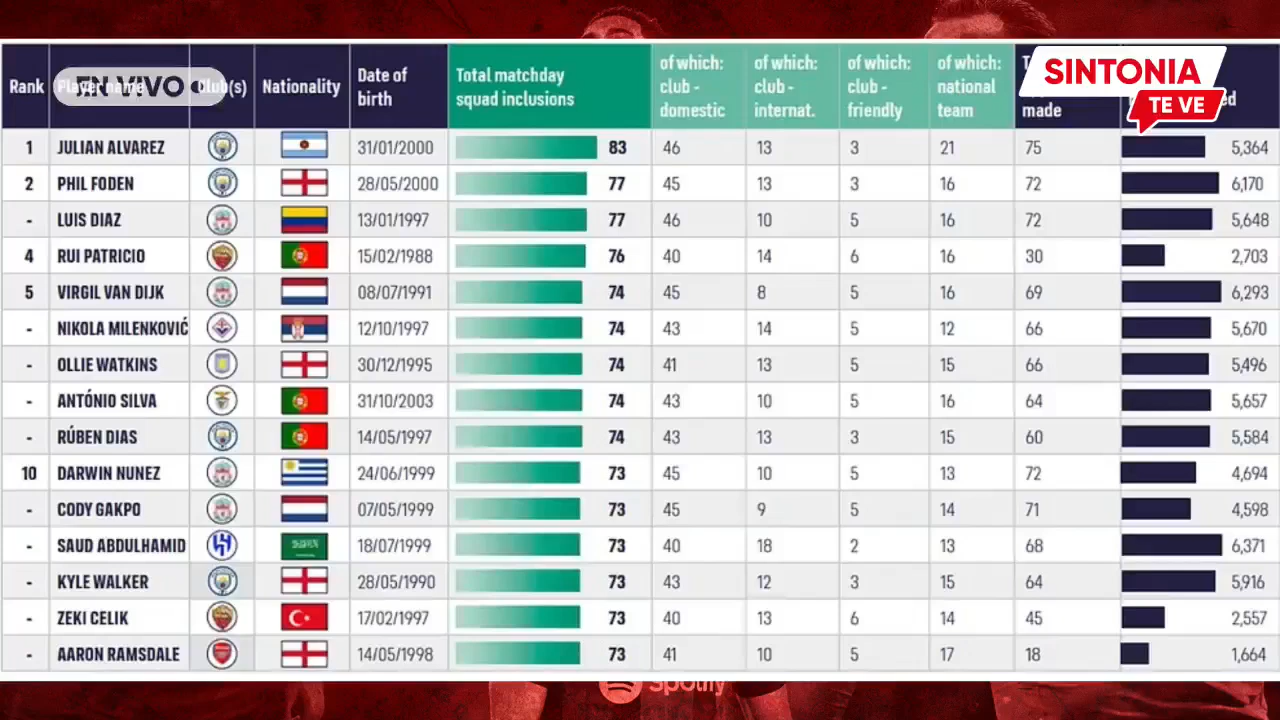 Rank Player name Club(s) Nationality Date of birth Total matchday squad inclusions of which: club - domestic of which: club - internat. of which: club - friendly of which: national team made
EN VIVO
SINTONIA
TE VE
1 JULIAN ALVAREZ 31/01/2000 83 46 13 3 21 75 5,364
2 PHIL FODEN 28/05/2000 77 45 13 3 16 72 6,170
- LUIS DIAZ 13/01/1997 77 46 10 5 16 72 5,648
4 RUI PATRICIO 15/02/1988 76 40 14 6 16 30 2,703
5 VIRGIL VAN DIJK 08/07/1991 74 45 8 5 16 69 6,293
- NIKOLA MILENKOVIĆ 12/10/1997 74 43 14 5 12 66 5,670
- OLLIE WATKINS 30/12/1995 74 41 13 5 15 66 5,496
- ANTÓNIO SILVA 31/10/2003 74 43 10 5 16 64 5,657
- RÚBEN DIAS 14/05/1997 74 43 13 3 15 60 5,584
10 DARWIN NUNEZ 24/06/1999 73 45 10 5 13 72 4,694
- CODY GAKPO 07/05/1999 73 45 9 5 14 71 4,598
- SAUD ABDULHAMID 18/07/1999 73 40 18 2 13 68 6,371
- KYLE WALKER 28/05/1990 73 43 12 3 15 64 5,916
- ZEKI CELIK 17/02/1997 73 40 13 6 14 45 2,557
- AARON RAMSDALE 14/05/1998 73 41 10 5 17 18 1,664
Spotify